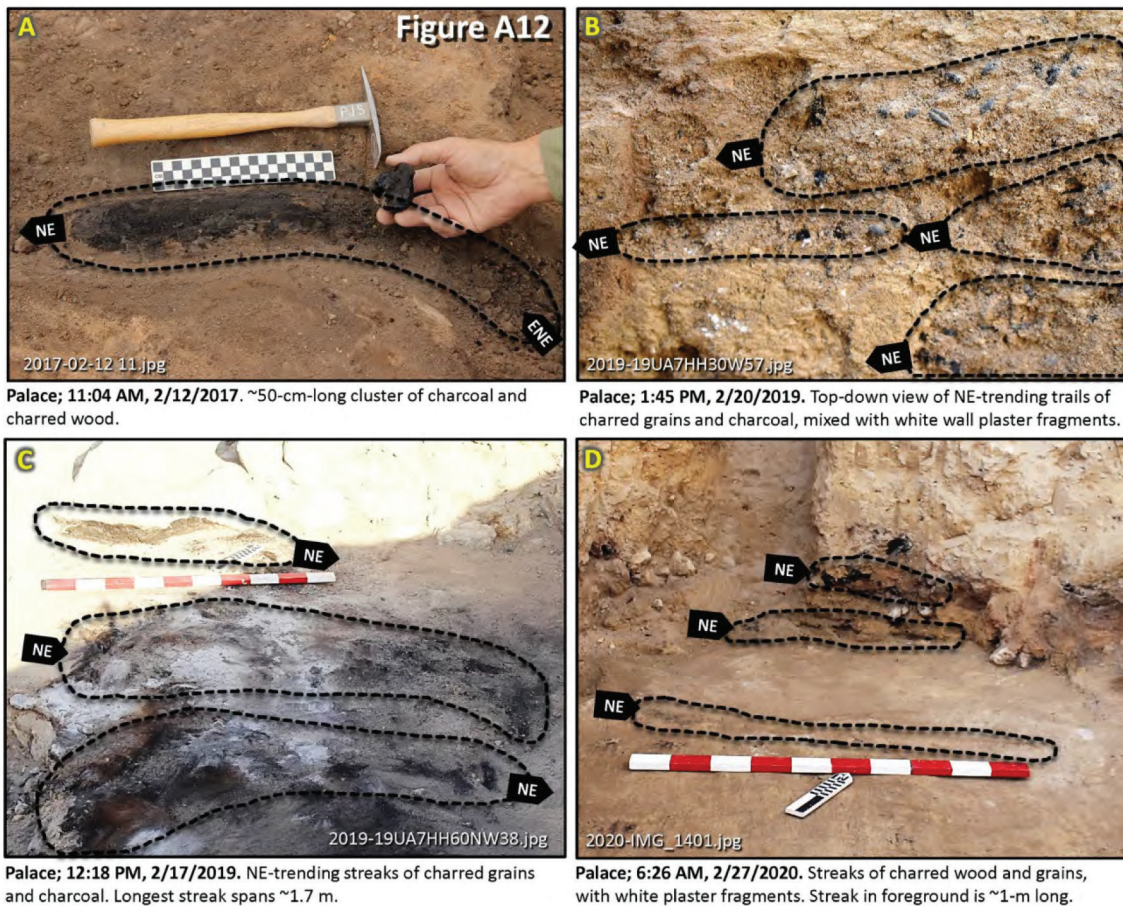 A
Figure A12
P15
NE
ENE
2017-02-12 11.jpg
Palace; 11:04 AM, 2/12/2017. ~50-cm-long cluster of charcoal and
charred wood.
B
NE
NE
NE
NE
2019-19UA7HH30W57.jpg
Palace; 1:45 PM, 2/20/2019. Top-down view of NE-trending trails of
charred grains and charcoal, mixed with white wall plaster fragments.
C
NE
NE
NE
2019-19UA7HH60NW38.jpg
Palace; 12:18 PM, 2/17/2019. NE-trending streaks of charred grains
and charcoal. Longest streak spans ~1.7 m.
D
NE
NE
NE
2020-IMG_1401.jpg
Palace; 6:26 AM, 2/27/2020. Streaks of charred wood and grains,
with white plaster fragments. Streak in foreground is ~1-m long.